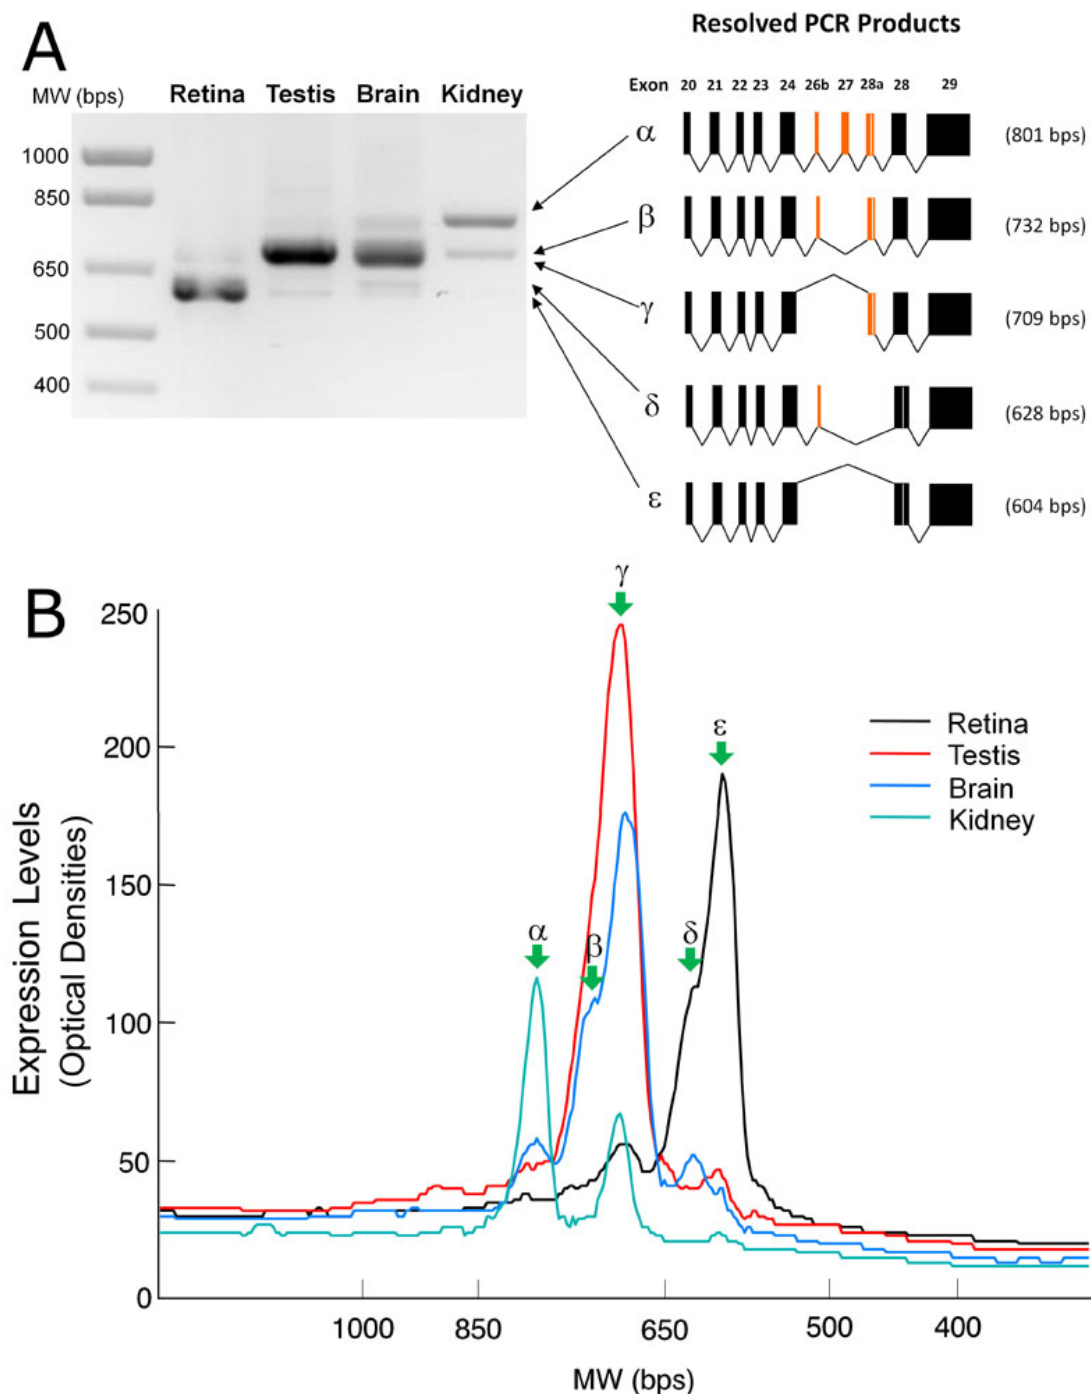 A
Resolved PCR Products
MW (bps)
Retina Testis Brain Kidney
Exon 20 21 22 23 24 26b 27 28a 28 29
1000
850
650
500
400
α
(801 bps)
β
(732 bps)
γ
(709 bps)
δ
(628 bps)
ε
(604 bps)
B
Expression Levels
(Optical Densities)
250
200
150
100
50
0
γ
ε
α
β
δ
Retina
Testis
Brain
Kidney
1000 850 650 500 400
MW (bps)